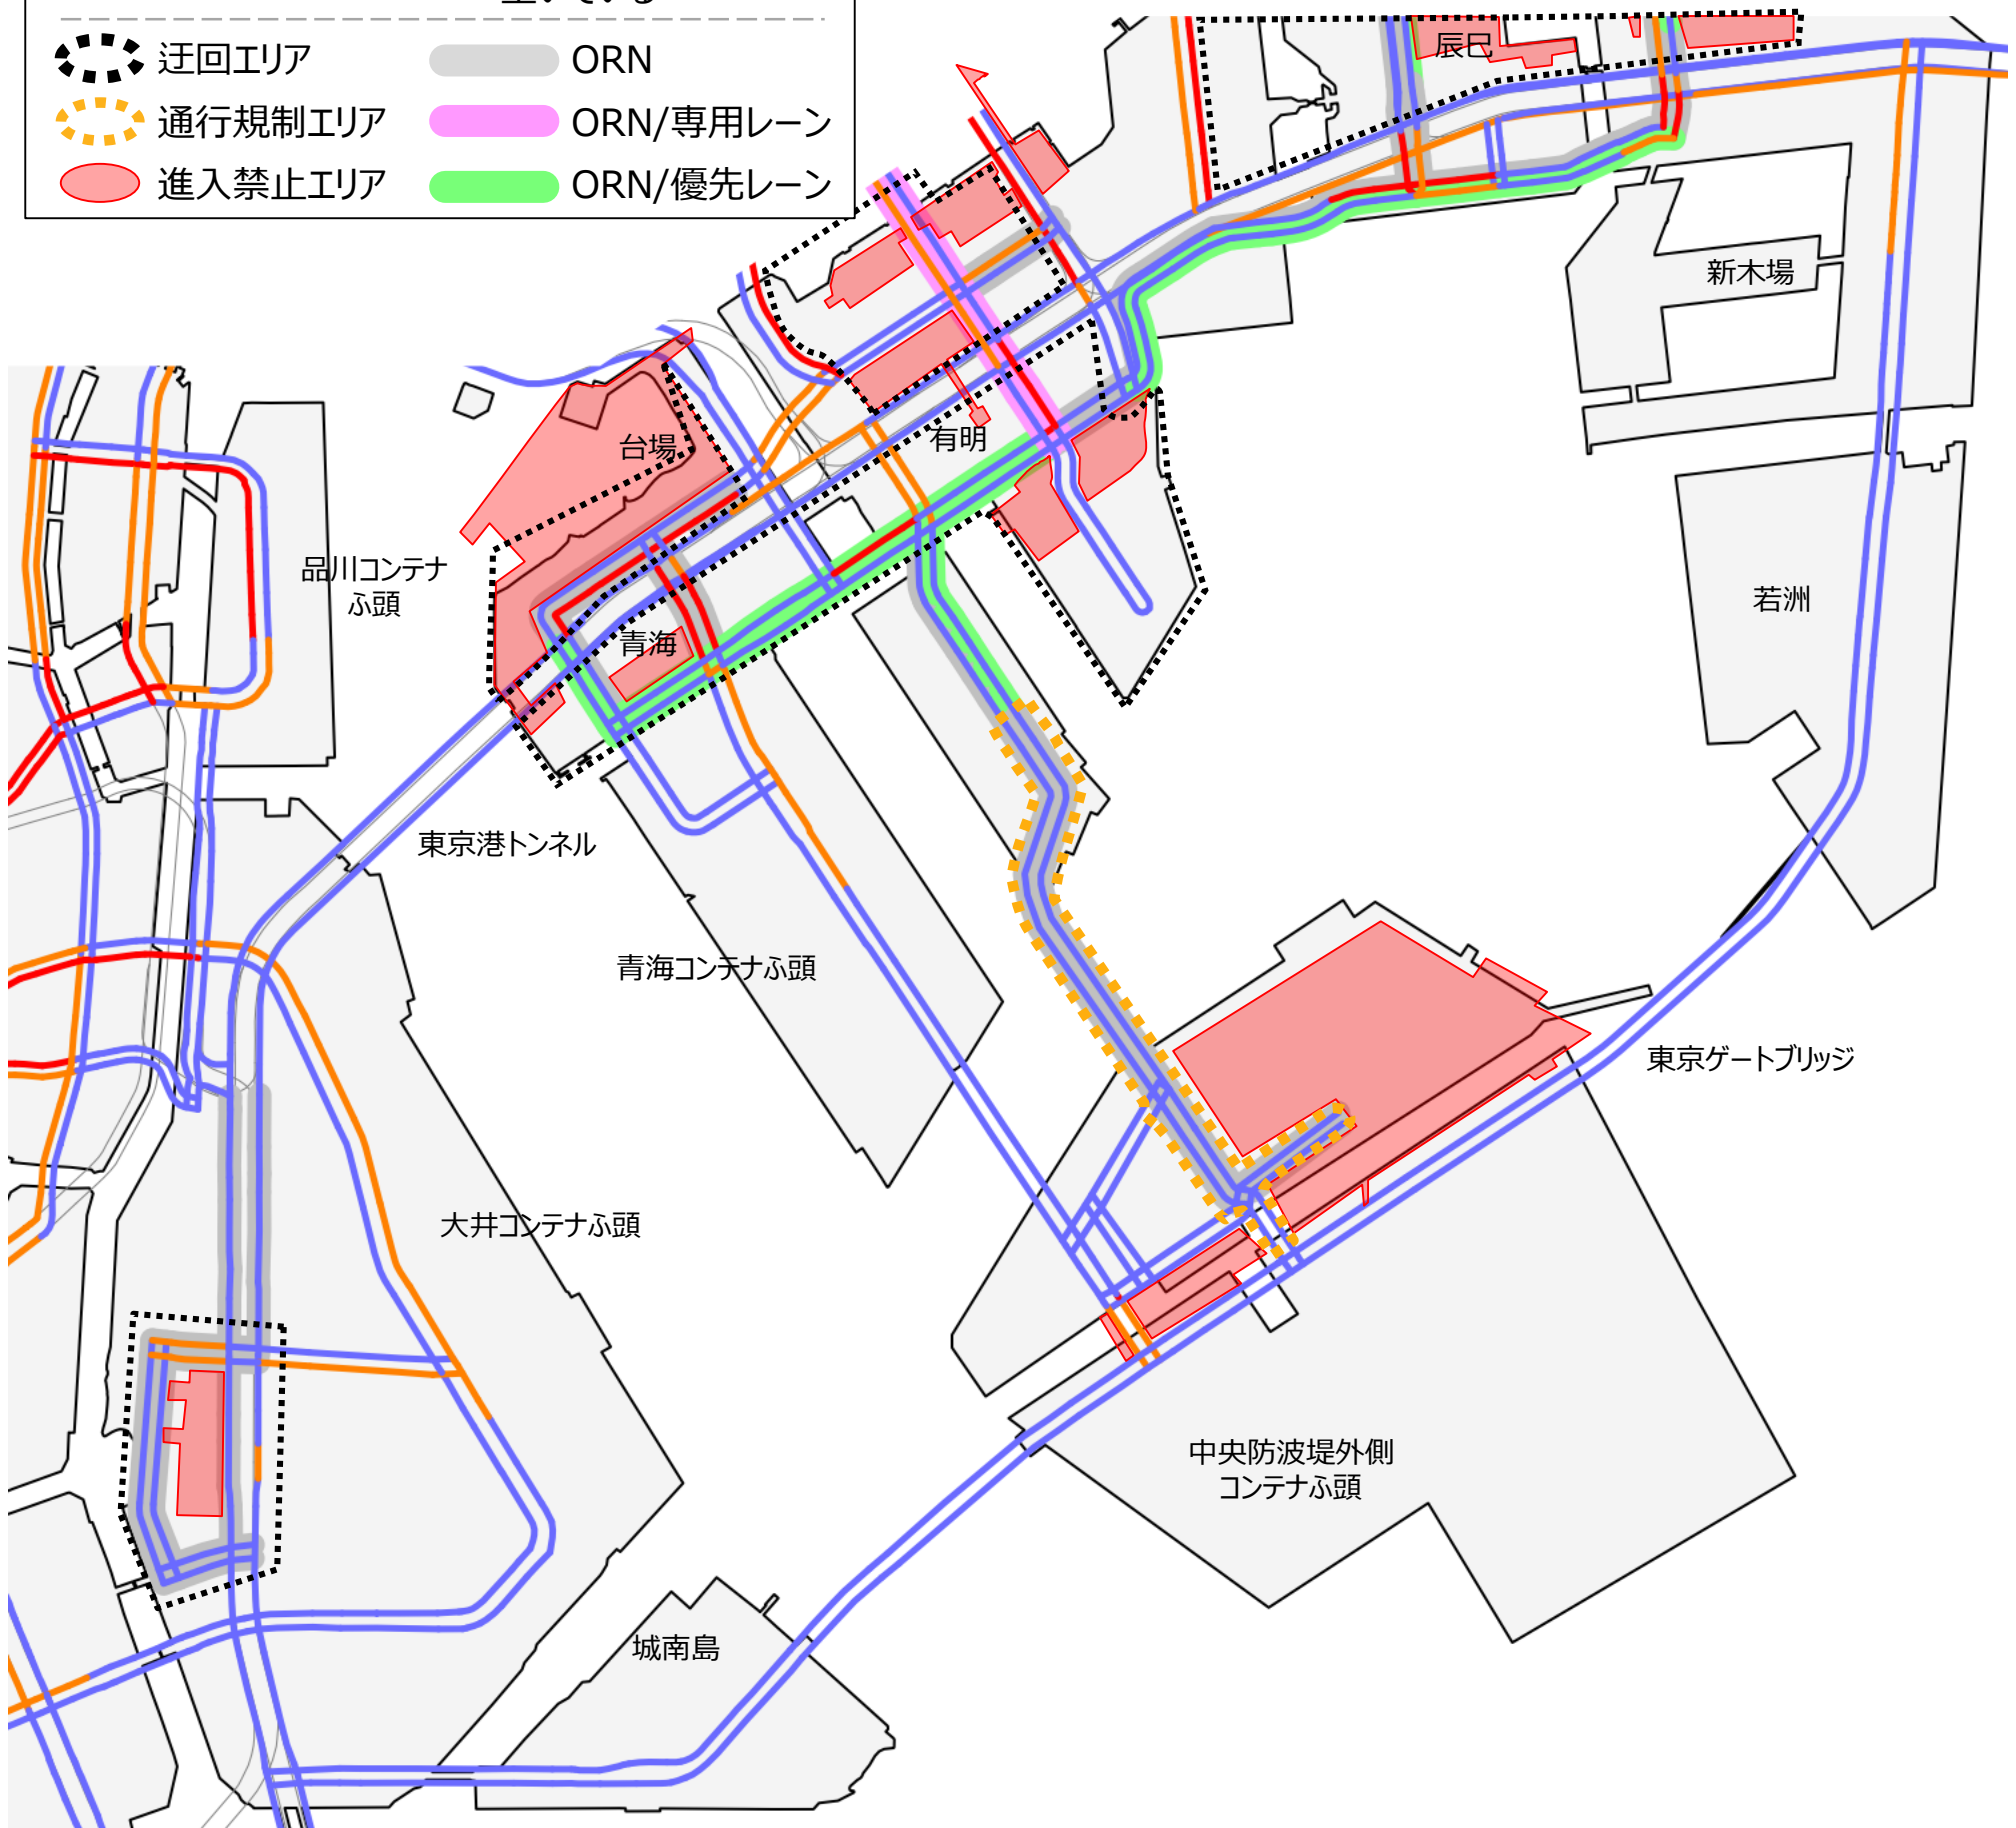 空いている
迂回エリア
ORN
通行規制エリア
ORN/専用レーン
進入禁止エリア
ORN/優先レーン
辰巳
新木場
有明
台場
品川コンテナ
ふ頭
青海
若洲
東京港トンネル
青海コンテナふ頭
東京ゲートブリッジ
大井コンテナふ頭
中央防波堤外側
コンテナふ頭
城南島